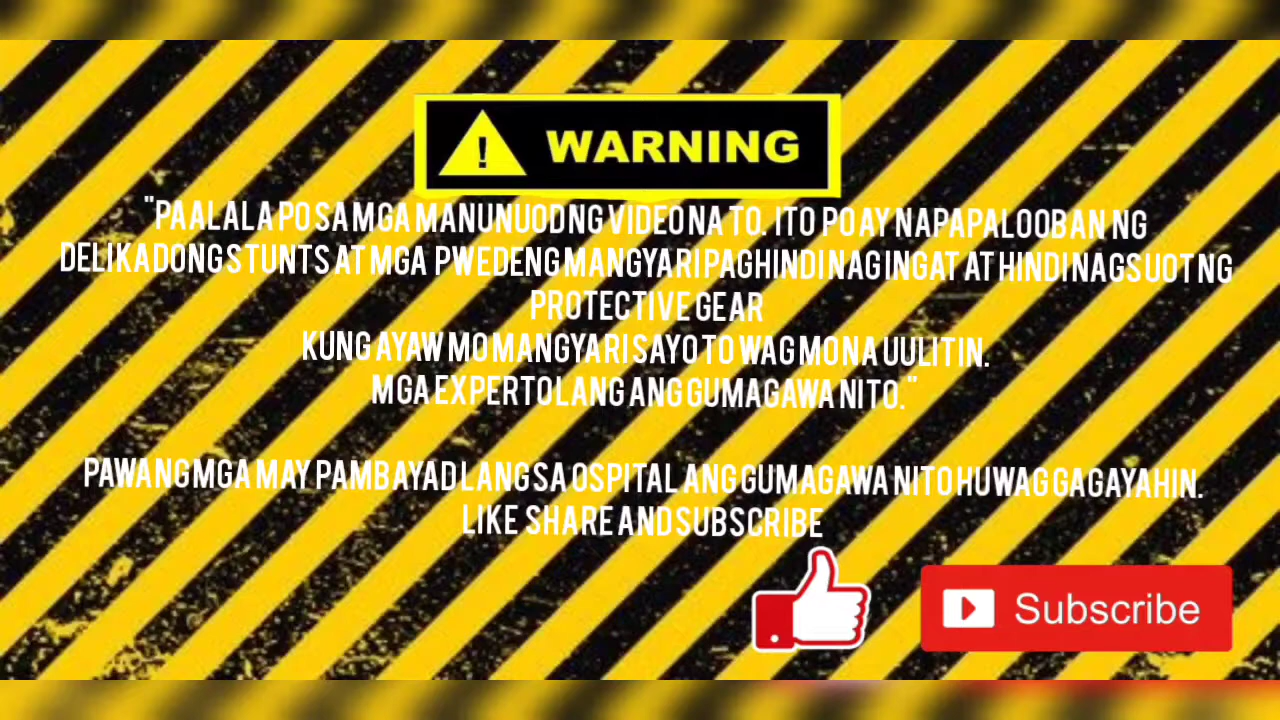 ! WARNING
"PAALALA PO SA MGA MANUNUOD NG VIDEO NA TO. ITO PO AY NAPAPALOOBAN NG
DELIKADONG STUNTS AT MGA PWEDENG MANGYARI PAG HINDI NAG INGAT AT HINDI NAGSUOT NG
PROTECTIVE GEAR
KUNG AYAW MO MANGYARI SAYO TO WAG MO NA UULITIN.
MGA EXPERTO LANG ANG GUMAGAWA NITO."
PAWANG MGA MAY PAMBAYAD LANG SA OSPITAL ANG GUMAGAWA NITO HUWAG GAGAYAHIN.
LIKE SHARE AND SUBSCRIBE
Subscribe